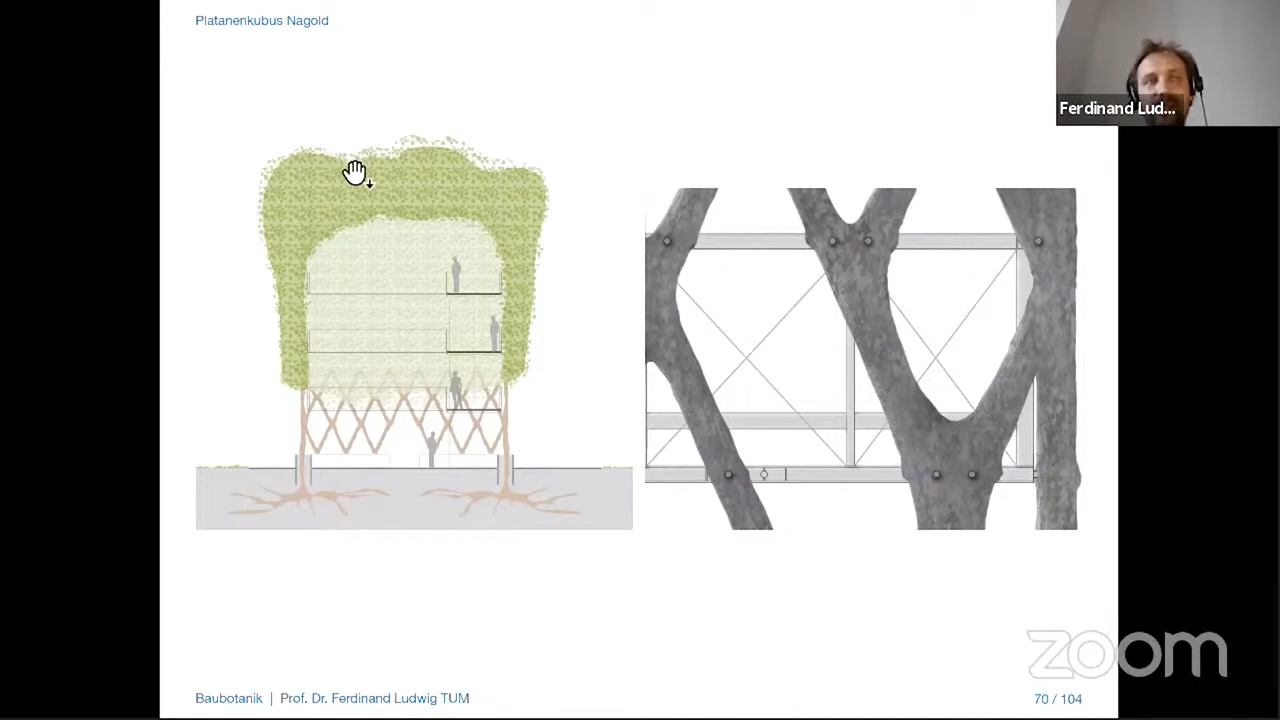 Platanenkubus Nagold
Ferdinand Lud...
zoom
Baubotanik | Prof. Dr. Ferdinand Ludwig TUM
70 / 104